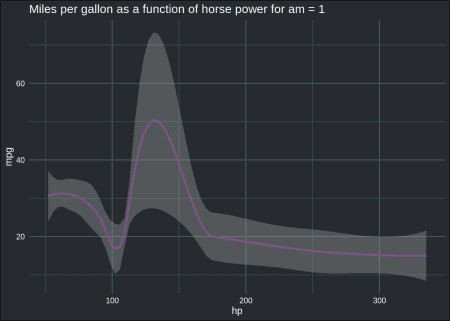 Miles per gallon as a function of horse power for am = 1
60
40
20
mpg
100
200
300
hp